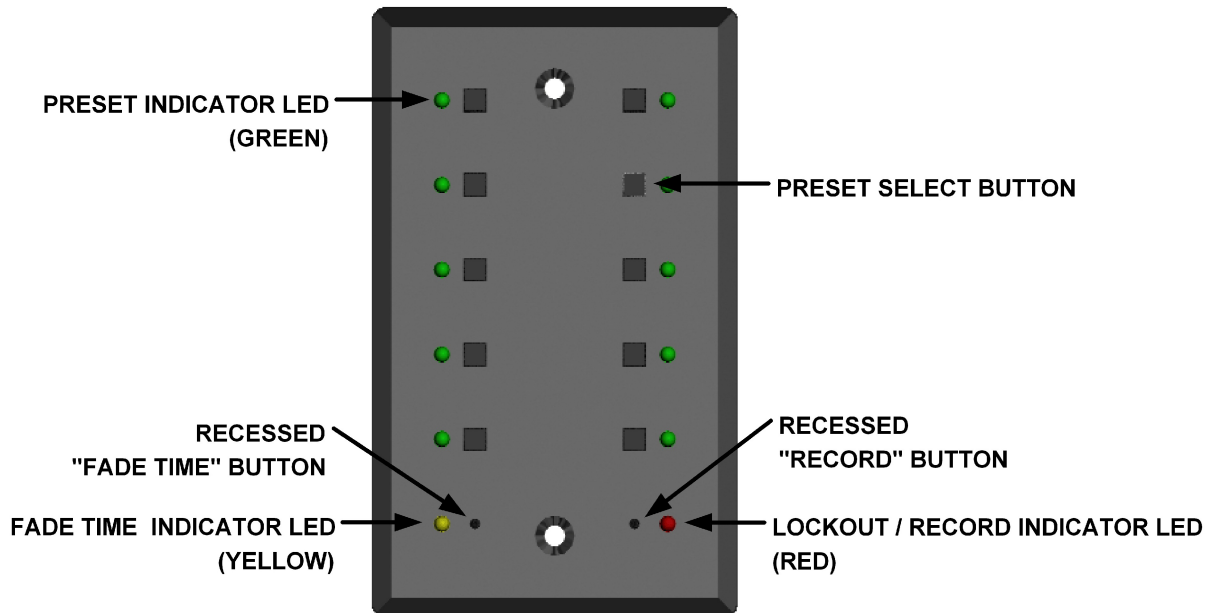 PRESET INDICATOR LED
(GREEN)
PRESET SELECT BUTTON
RECESSED
"FADE TIME" BUTTON
RECESSED
"RECORD" BUTTON
FADE TIME INDICATOR LED
(YELLOW)
LOCKOUT / RECORD INDICATOR LED
(RED)